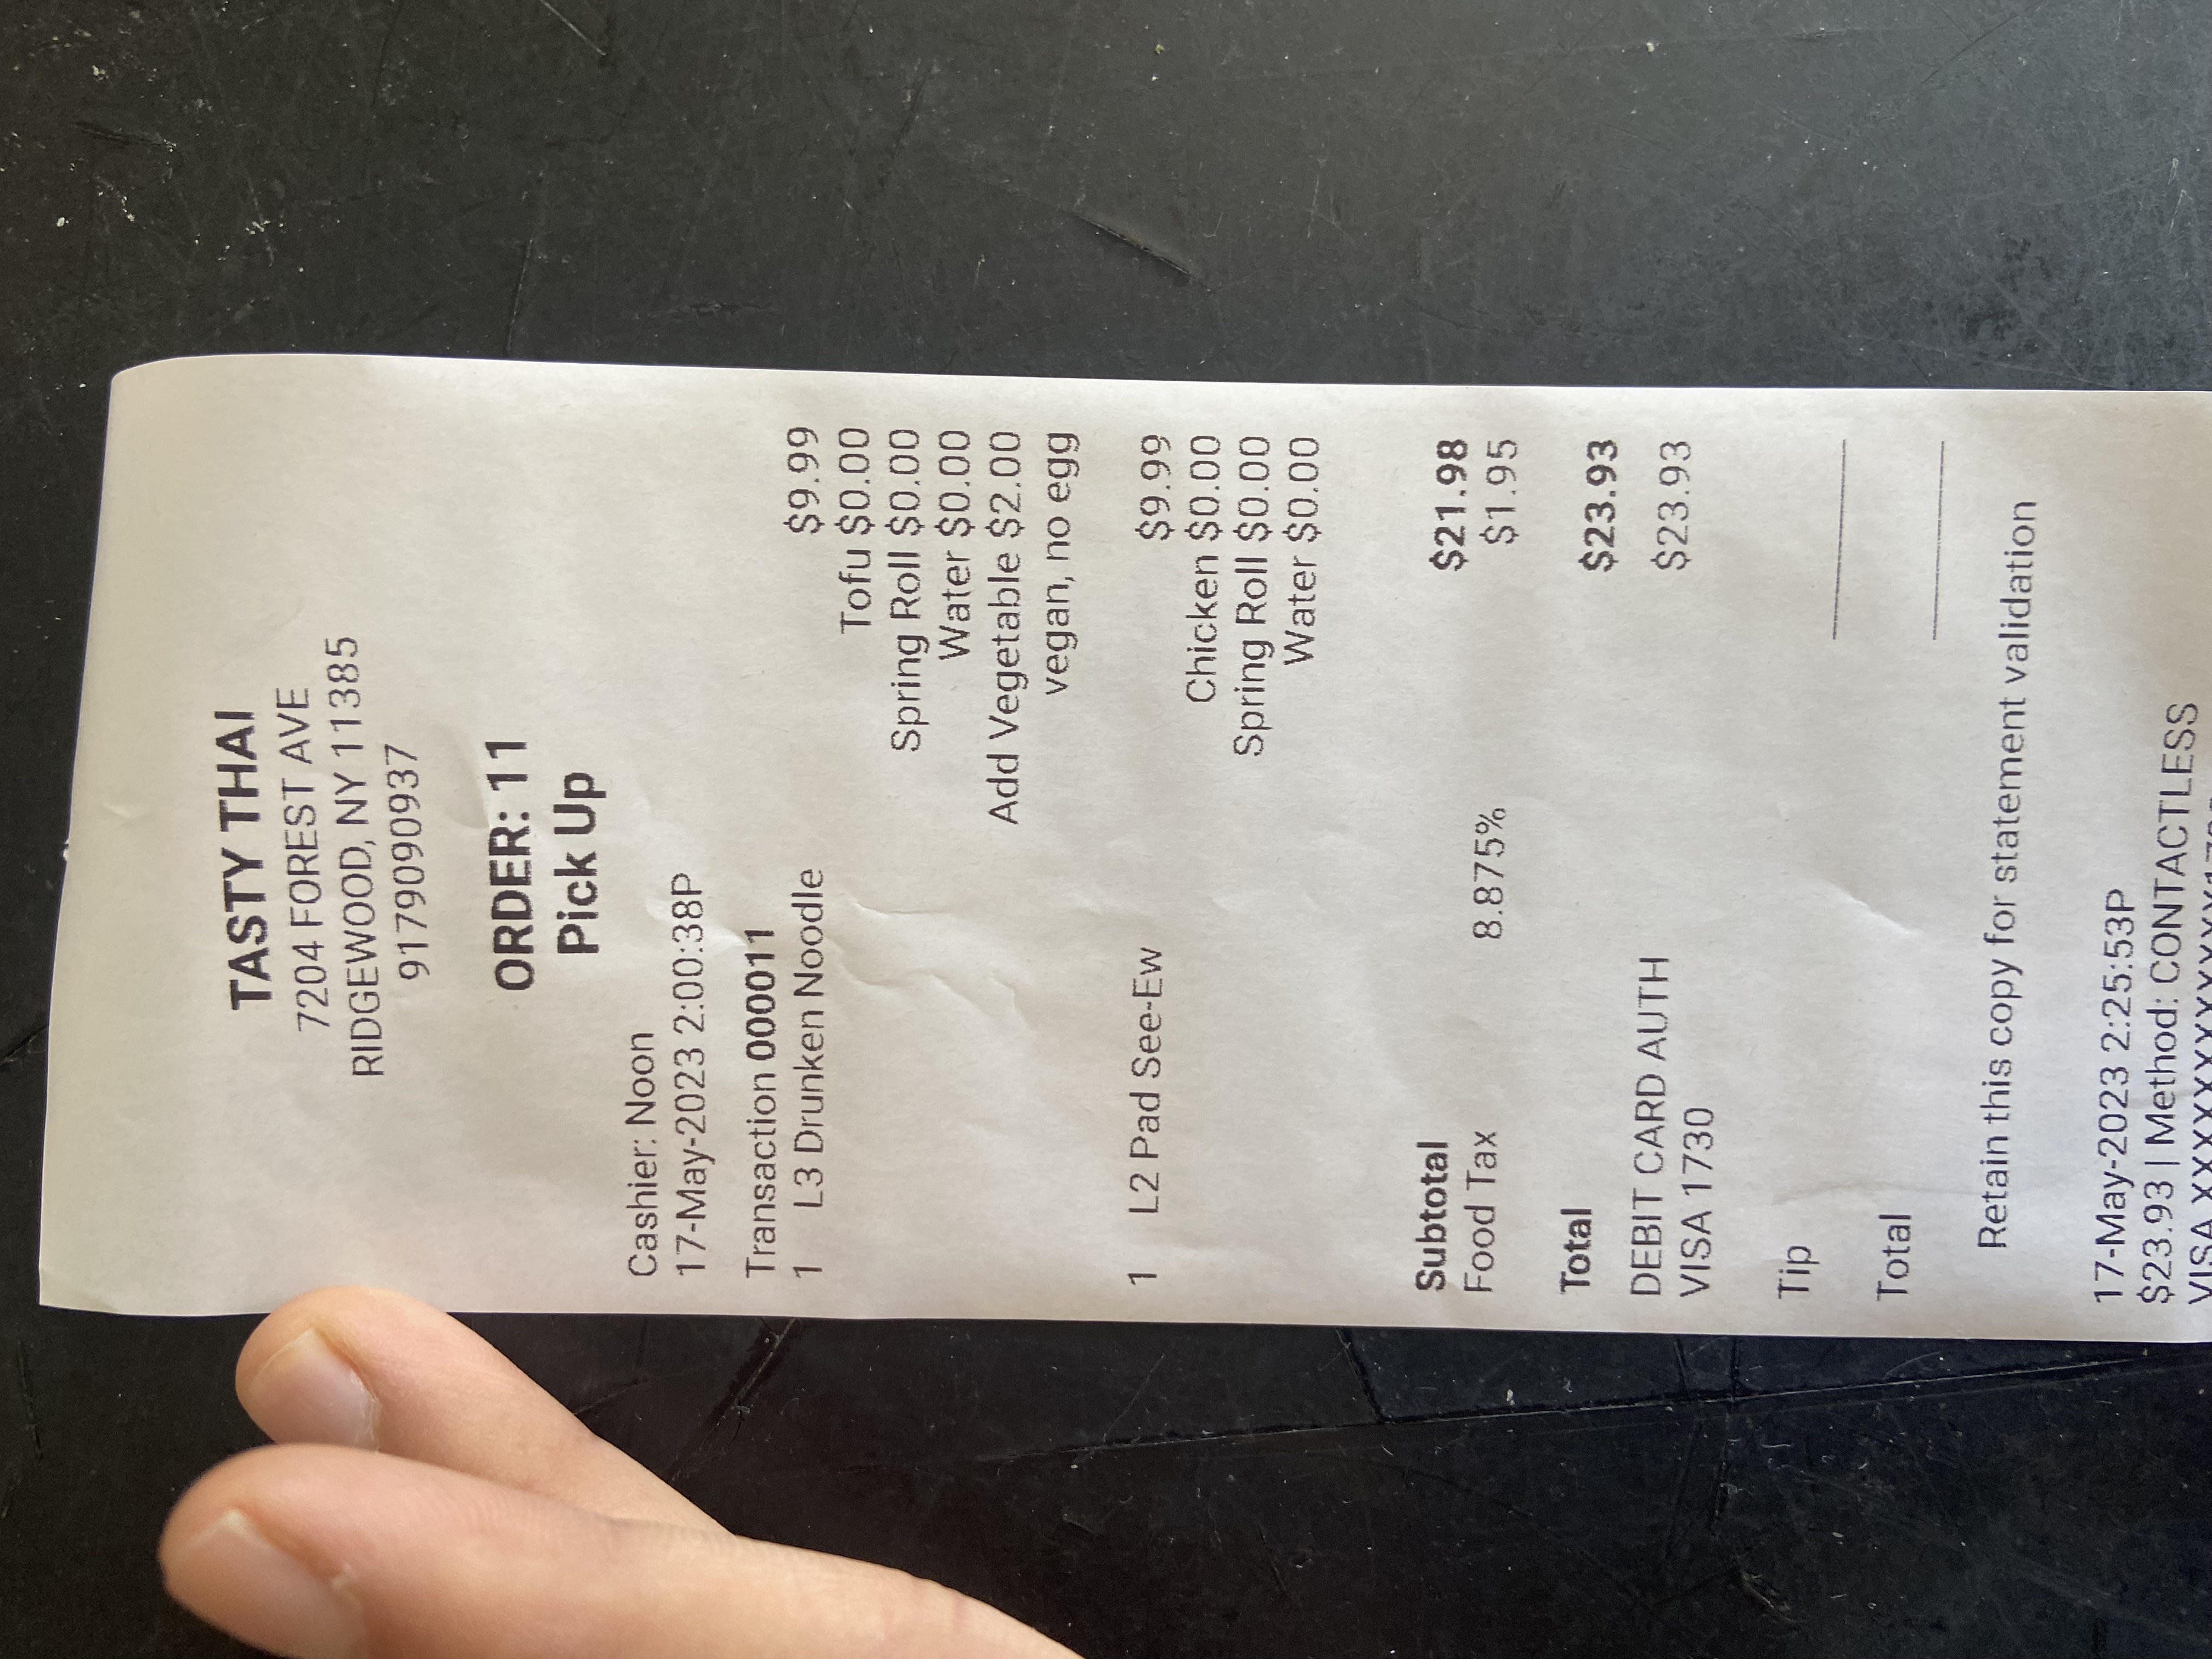 TASTY THAI
7204 FOREST AVE
RIDGEWOOD, NY 11385
9179090937
ORDER: 11
Pick Up
Cashier: Noon
17-May-2023 2:00:38P
Transaction 000011
1 L3 Drunken Noodle $9.99
Tofu $0.00
Spring Roll $0.00
Water $0.00
Add Vegetable $2.00
vegan, no egg
1 L2 Pad See-Ew $9.99
Chicken $0.00
Spring Roll $0.00
Water $0.00
Subtotal $21.98
Food Tax 8.875% $1.95
Total $23.93
DEBIT CARD AUTH $23.93
VISA 1730
Tip
Total
Retain this copy for statement validation
17-May-2023 2:25:53P
$23.93 | Method: CONTACTLESS
VISA